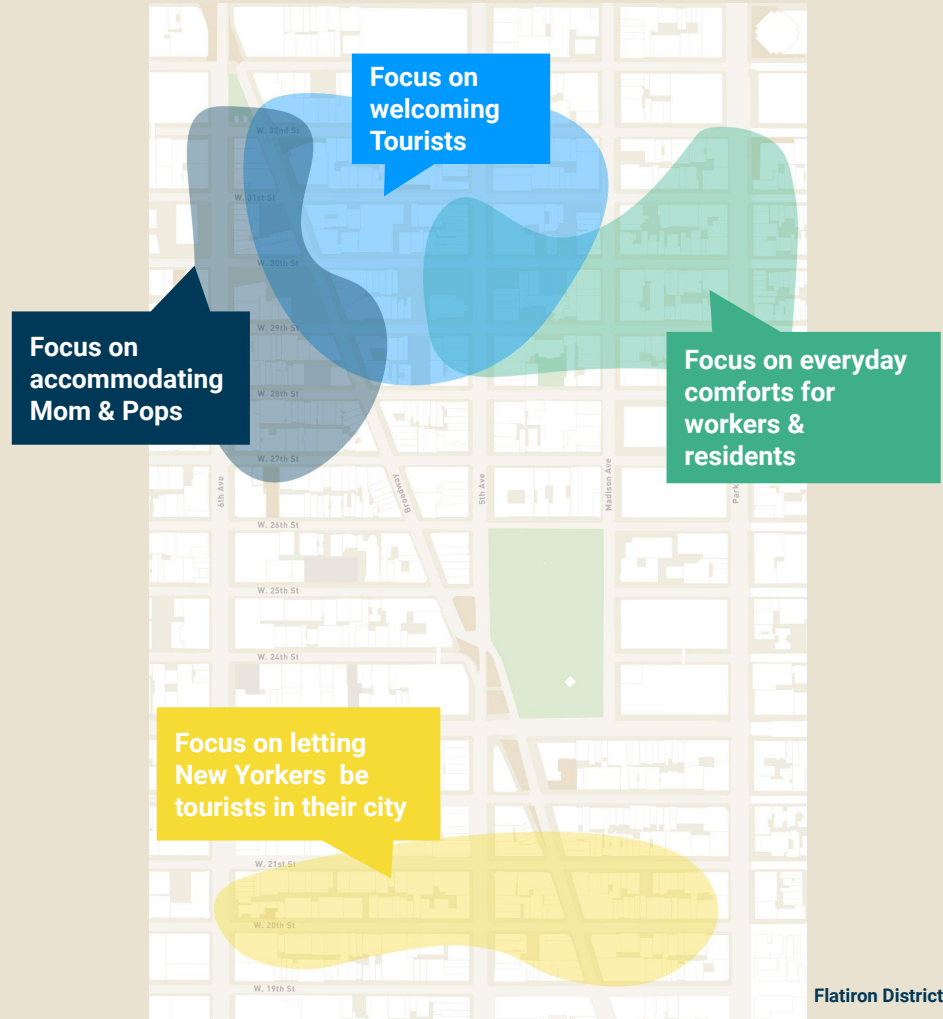 Focus on
welcoming
Tourists
W. 32nd St
W. 31st St
W. 30th St
W. 29th St
W. 28th St
W. 27th St
Focus on
accommodating
Mom & Pops
Focus on everyday
comforts for
workers &
residents
6th Ave
Broadway
5th Ave
Madison Ave
Park
W. 26th St
W. 25th St
W. 24th St
Focus on letting
New Yorkers be
tourists in their city
W. 21st St
W. 20th St
W. 19th St
Flatiron District